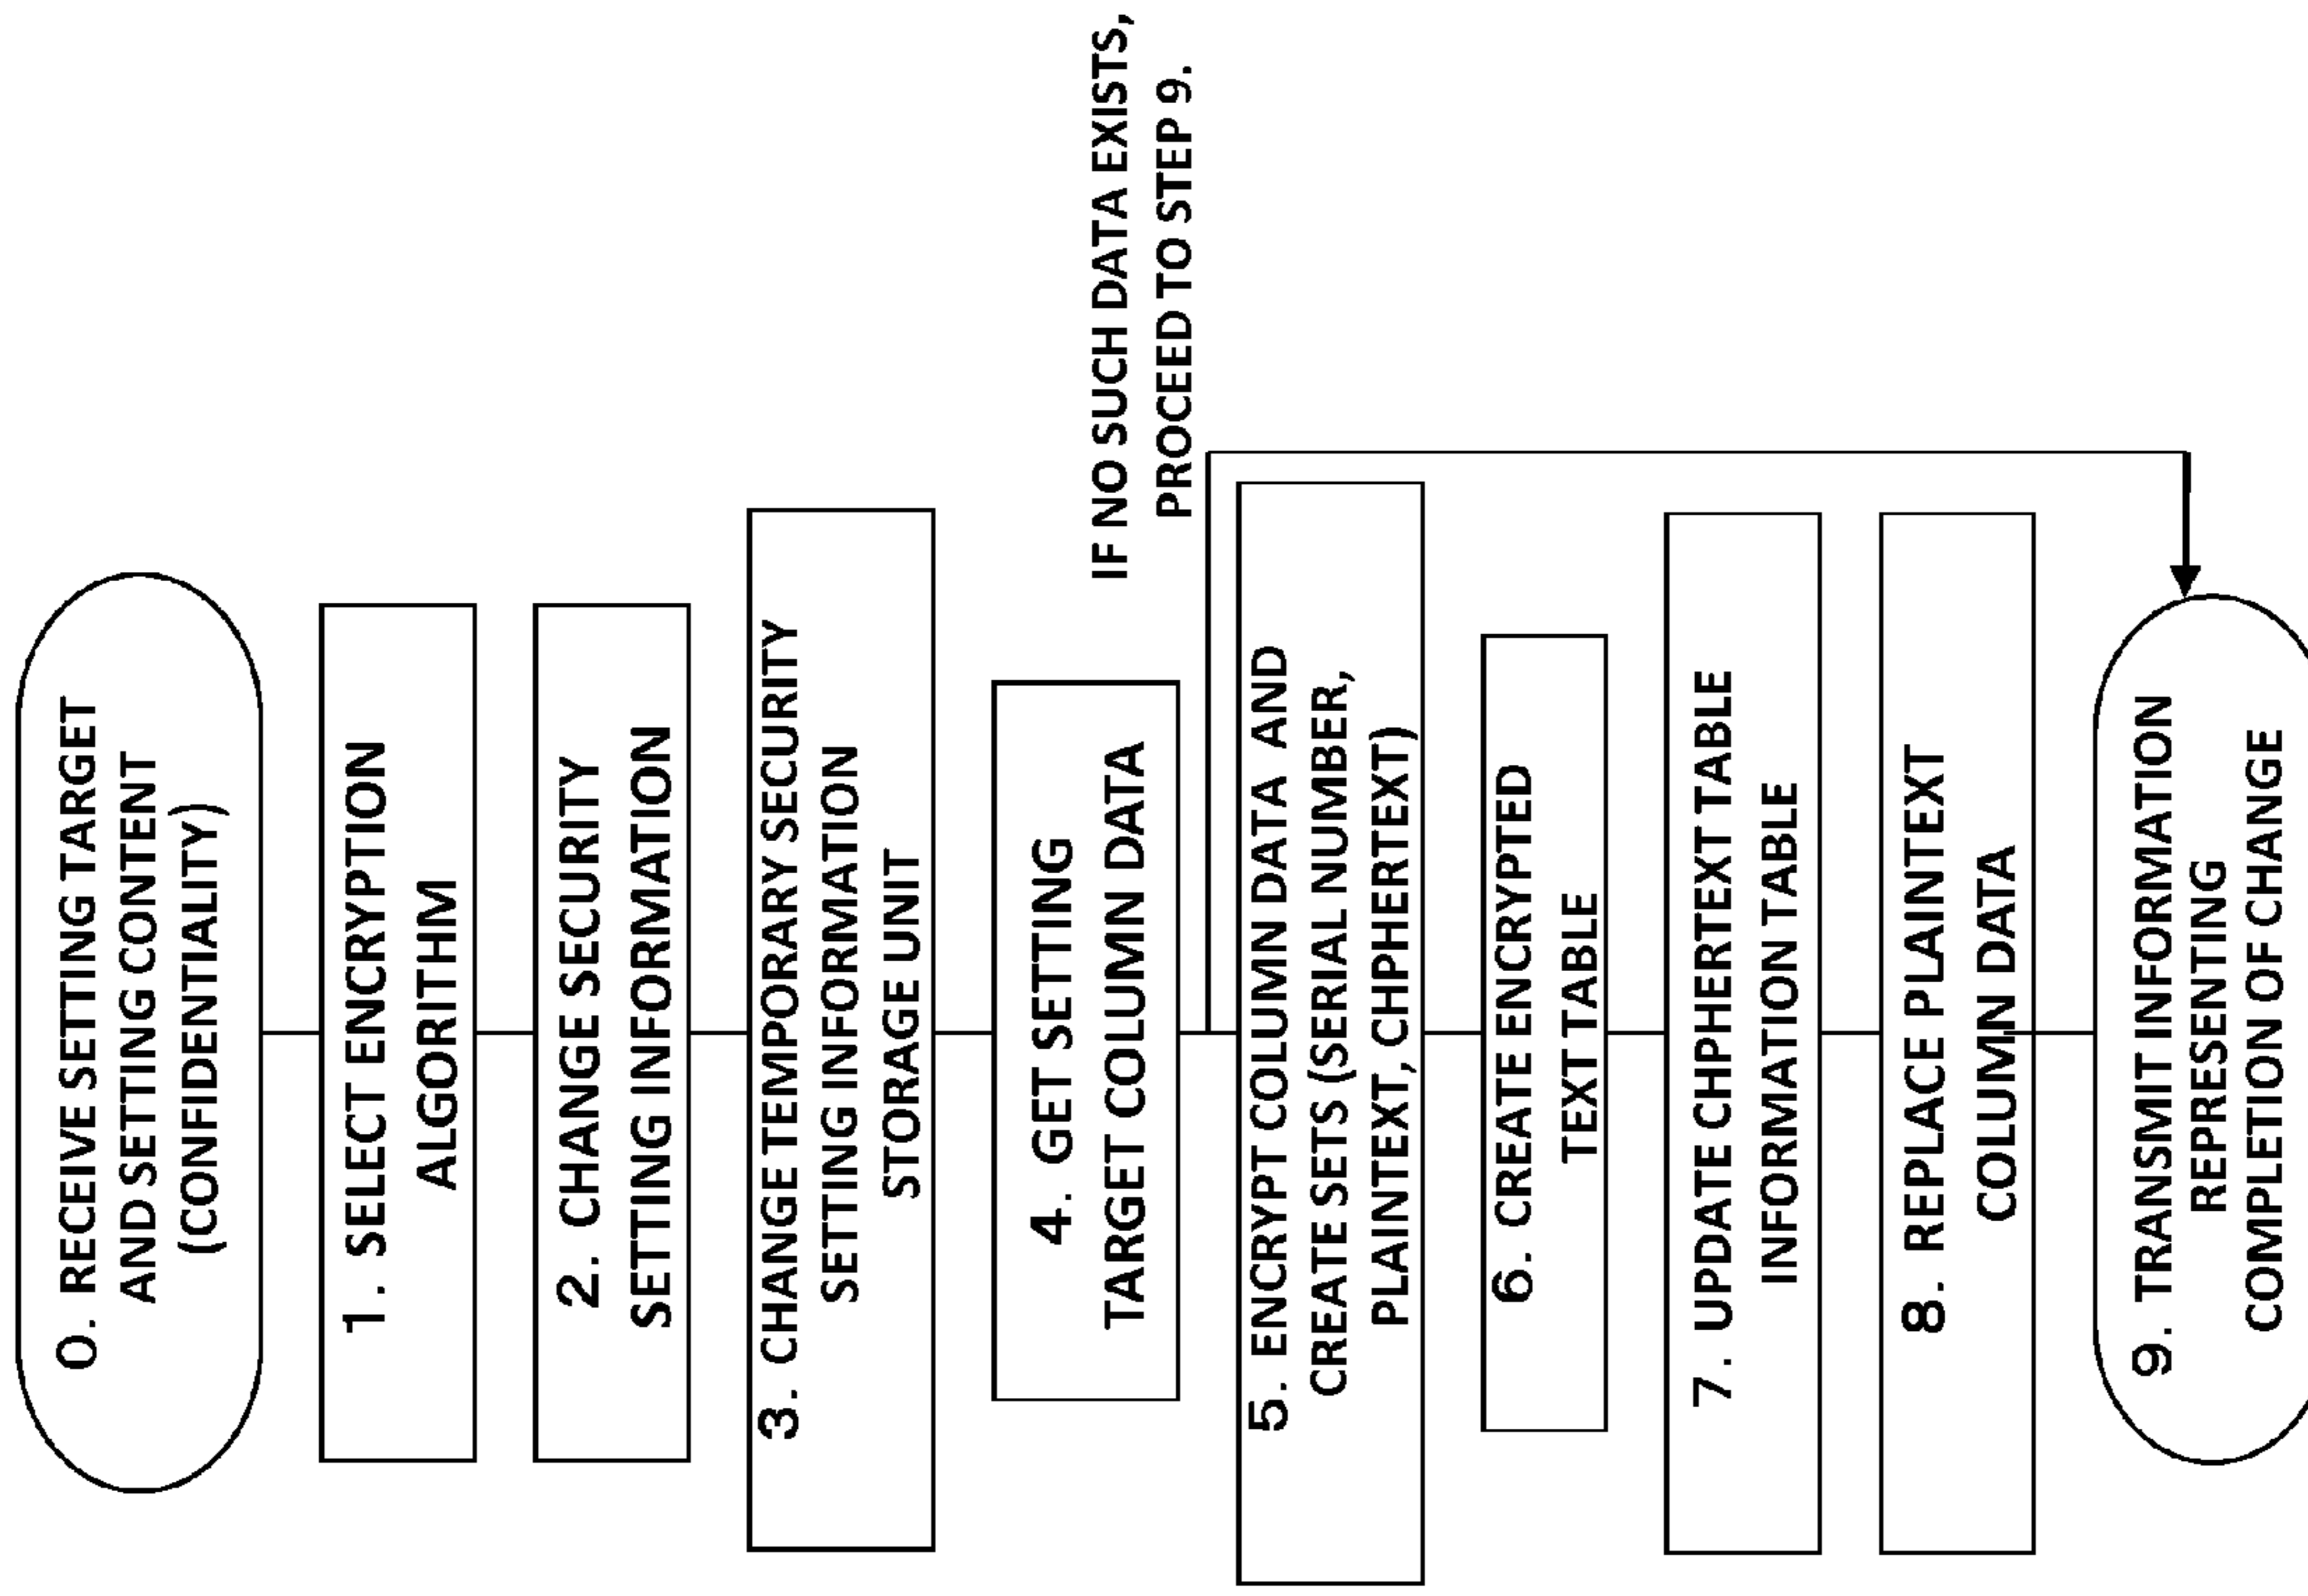 0. RECEIVE SETTING TARGET
AND SETTING CONTENT
(CONFIDENTIALITY)
1. SELECT ENCRYPTION
ALGORITHM
2. CHANGE SECURITY
SETTING INFORMATION
3. CHANGE TEMPORARY SECURITY
SETTING INFORMATION
STORAGE UNIT
4. GET SETTING
TARGET COLUMN DATA
IF NO SUCH DATA EXISTS,
PROCEED TO STEP 9.
5. ENCRYPT COLUMN DATA AND
CREATE SETS (SERIAL NUMBER,
PLAINTEXT, CHPHERTEXT)
6. CREATE ENCRYPTED
TEXT TABLE
7. UPDATE CHPHERTEXT TABLE
INFORMATION TABLE
8. REPLACE PLAINTEXT
COLUMN DATA
9. TRANSMIT INFORMATION
REPRESENTING
COMPLETION OF CHANGE